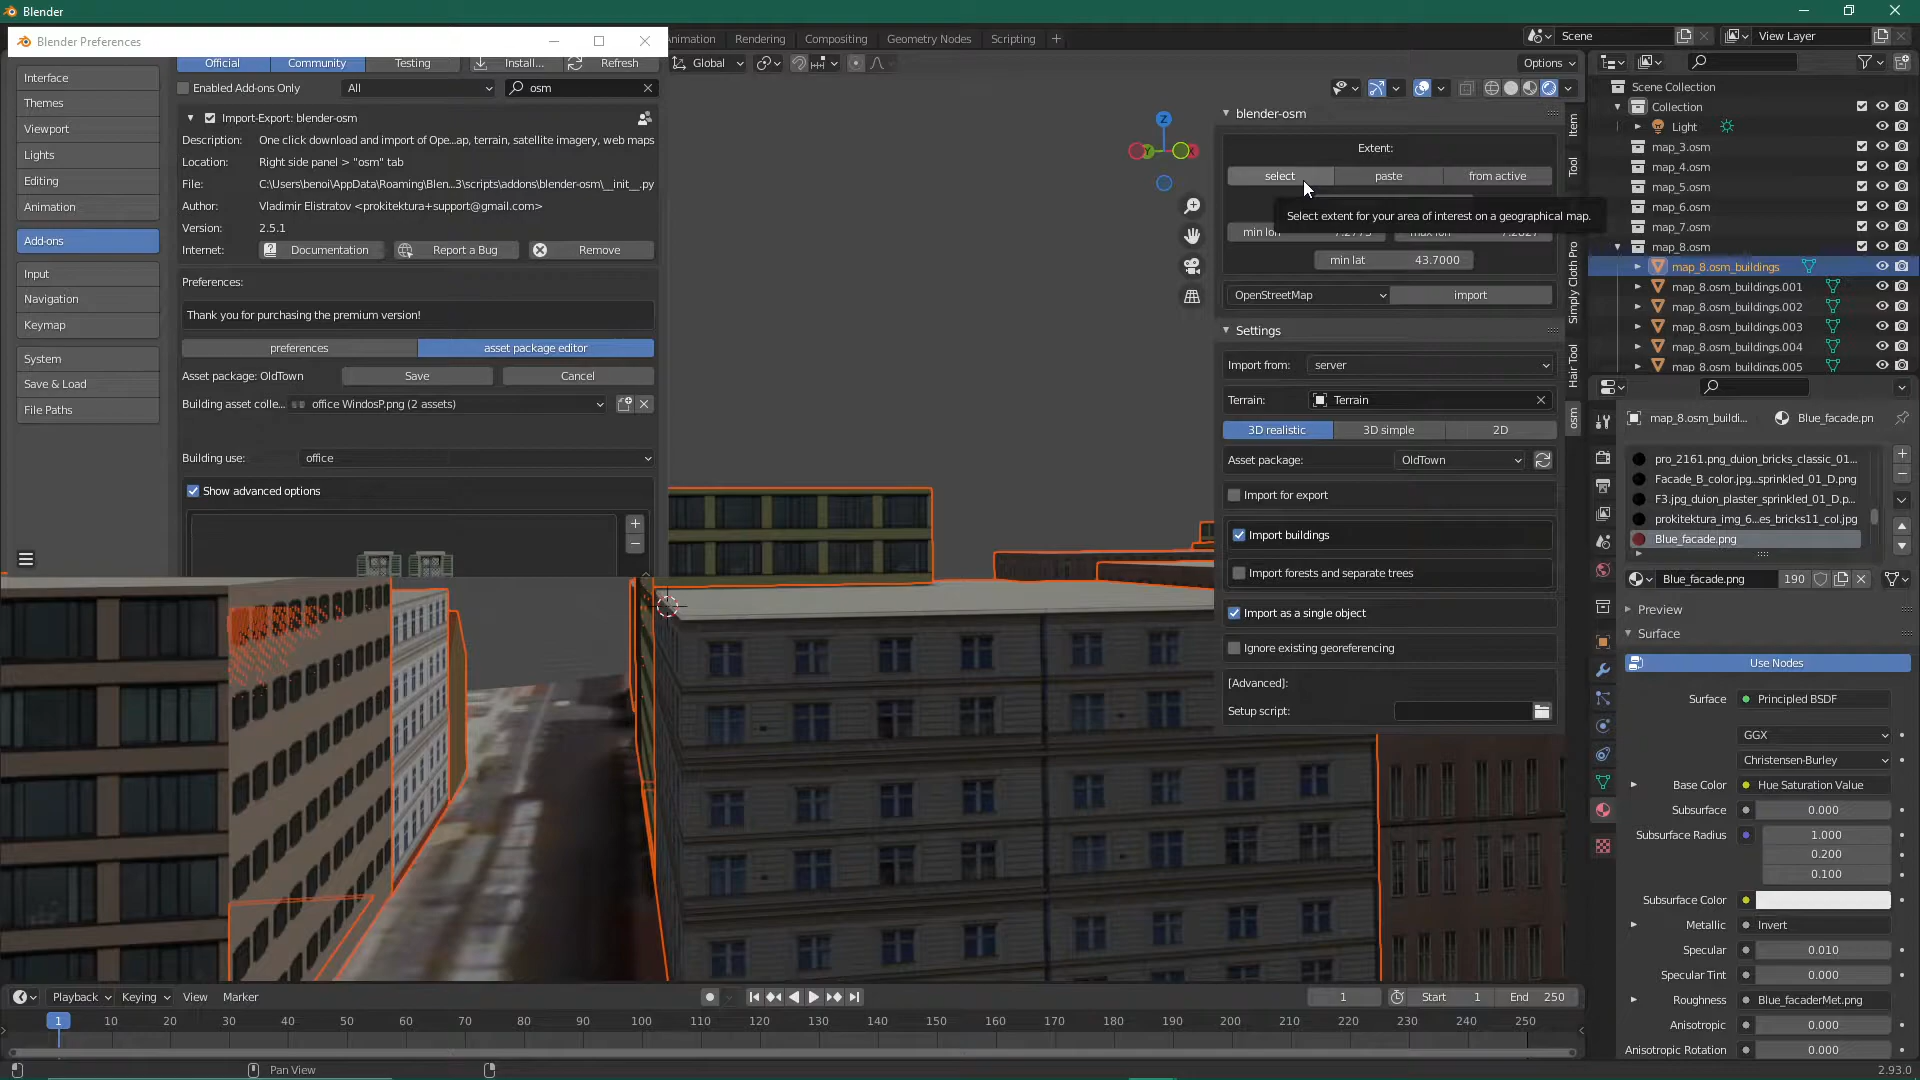 Blender
Blender Preferences
Animation
Rendering
Compositing
Geometry Nodes
Scripting
Scene
View Layer
Official
Community
Testing
Install...
Refresh
Global
Options
Interface
Themes
Viewport
Lights
Editing
Animation
Add-ons
Input
Navigation
Keymap
System
Save & Load
File Paths
Enabled Add-ons Only
All
osm
Import-Export: blender-osm
Description: One click download and import of Ope...ap, terrain, satellite imagery, web maps
Location: Right side panel > "osm" tab
File: C:\Users\benoi\AppData\Roaming\Blen...3\scripts\addons\blender-osm\__init__.py
Author: Vladimir Elistratov <prokitektura+support@gmail.com>
Version: 2.5.1
Internet: Documentation Report a Bug Remove
Preferences:
Thank you for purchasing the premium version!
preferences asset package editor
Asset package: OldTown Save Cancel
Building asset colle... office WindosP.png (2 assets)
Building use: office
Show advanced options
Z
Y
X
blender-osm
Extent:
select paste from active
Select extent for your area of interest on a geographical map.
min lon
min lat 43.7000
OpenStreetMap import
Settings
Import from: server
Terrain: Terrain
3D realistic 3D simple 2D
Asset package: OldTown
Import for export
Import buildings
Import forests and separate trees
Import as a single object
Ignore existing georeferencing
[Advanced]:
Setup script:
Item
Tool
Simply Cloth Pro
Hair Tool
osm
Scene Collection
Collection
Light
map_3.osm
map_4.osm
map_5.osm
map_6.osm
map_7.osm
map_8.osm
map_8.osm_buildings
map_8.osm_buildings.001
map_8.osm_buildings.002
map_8.osm_buildings.003
map_8.osm_buildings.004
map_8.osm_buildings.005
map_8.osm_buildi... Blue_facade.pn
pro_2161.png_duion_bricks_classic_01...
Facade_B_color.jpg...sprinkled_01_D.png
F3.jpg_duion_plaster_sprinkled_01_D.p...
prokitektura_img_6...es_bricks11_col.jpg
Blue_facade.png
Blue_facade.png 190
Preview
Surface
Use Nodes
Surface Principled BSDF
GGX
Christensen-Burley
Base Color Hue Saturation Value
Subsurface 0.000
Subsurface Radius 1.000
0.200
0.100
Subsurface Color
Metallic Invert
Specular 0.010
Specular Tint 0.000
Roughness Blue_facaderMet.png
Anisotropic 0.000
Anisotropic Rotation 0.000
Playback Keying View Marker
1 Start 1 End 250
1 10 20 30 40 50 60 70 80 90 100 110 120 130 140 150 160 170 180 190 200 210 220 230 240 250
Pan View
2.93.0